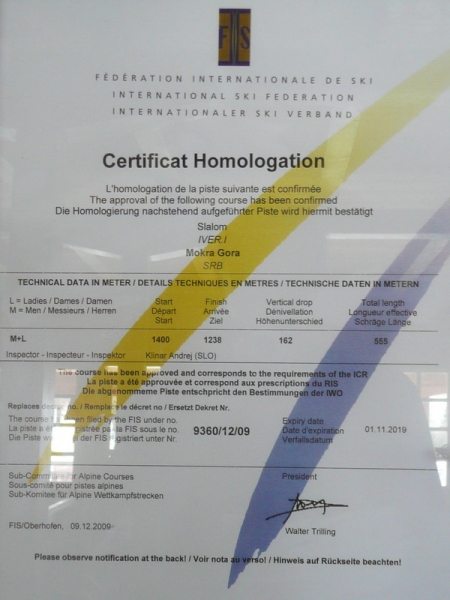 FIS
FÉDÉRATION INTERNATIONALE DE SKI
INTERNATIONAL SKI FEDERATION
INTERNATIONALER SKI VERBAND
Certificat Homologation
L'homologation de la piste suivante est confirmée
The approval of the following course has been confirmed
Die Homologierung nachstehend aufgeführter Piste wird hiermit bestätigt
Slalom
IVER.I
Mokra Gora
SRB
TECHNICAL DATA IN METER / DETAILS TECHNIQUES EN METRES / TECHNISCHE DATEN IN METERN
L = Ladies / Dames / Damen Start Finish Vertical drop Total length
M = Men / Messieurs / Herren Départ Arrivée Dénivellation Longueur effective
Start Ziel Höhenunterschied Schräge Länge
M+L 1400 1238 162 555
Inspector - Inspecteur - Inspektor Klinar Andrej (SLO)
The course has been approved and corresponds to the requirements of the ICR
La piste a été approuvée et correspond aux prescriptions du RIS
Die abgenommene Piste entspricht den Bestimmungen der IWO
Replaces no. / Remplace le décret no / Ersetzt Dekret Nr.
The course has been filed by the FIS under no. Expiry date
La piste a été par la FIS sous le no. 9360/12/09 Date d'expiration 01.11.2019
Die Piste der FIS registriert unter Nr. Verfallsdatum
Sub-Committee for Alpine Courses President
Sous-comité pour pistes alpines
Sub-Komitee für Alpine Wettkampfstrecken
FIS/Oberhofen, 09.12.2009 Walter Trilling
Please observe notification at the back! / Voir nota au verso! / Hinweis auf Rückseite beachten!